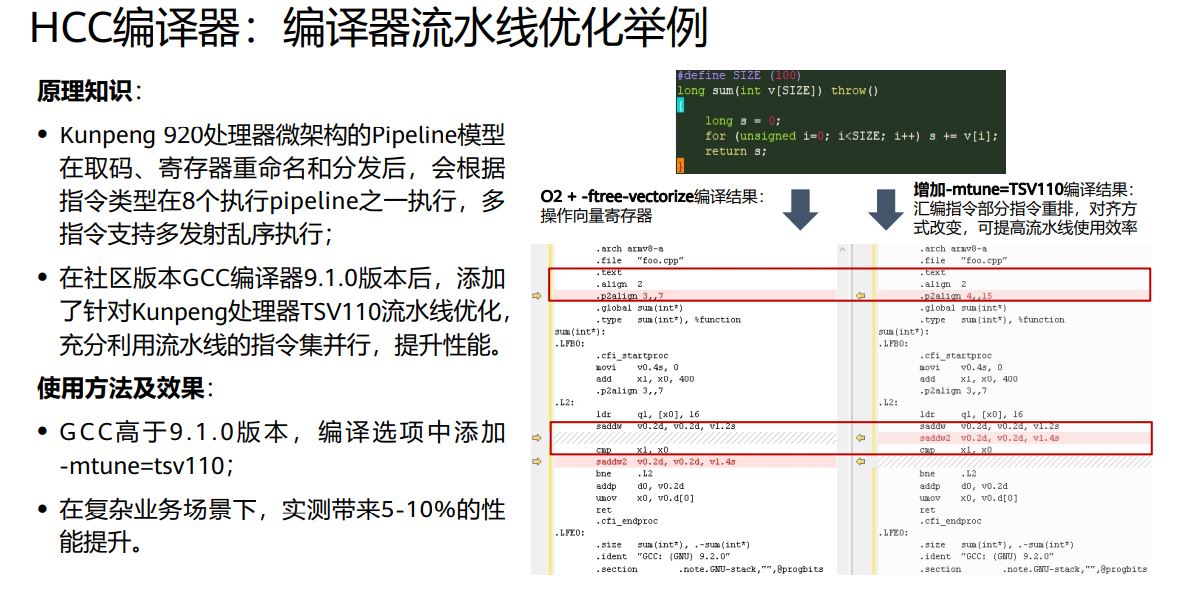 HCC编译器：编译器流水线优化举例
原理知识：
• Kunpeng 920处理器微架构的Pipeline模型
在取码、寄存器重命名和分发后，会根据
指令类型在8个执行pipeline之一执行，多
指令支持多发射乱序执行；
• 在社区版本GCC编译器9.1.0版本后，添加
了针对Kunpeng处理器TSV110流水线优化，
充分利用流水线的指令集并行，提升性能。
使用方法及效果：
• GCC高于9.1.0版本，编译选项中添加
-mtune=tsv110；
• 在复杂业务场景下，实测带来5-10%的性
能提升。
#define SIZE (100)
long sum(int v[SIZE]) throw()
{
long s = 0;
for (unsigned i=0; i<SIZE; i++) s += v[i];
return s;
}
O2 + -ftree-vectorize编译结果：
操作向量寄存器
增加-mtune=TSV110编译结果：
汇编指令部分指令重排，对齐方
式改变，可提高流水线使用效率
.arch armv8-a
.file "foo.cpp"
.text
.align 2
.p2align 3,,7
.global sum(int*)
.type sum(int*), %function
sum(int*):
.LFB0:
.cfi_startproc
movi v0.4s, 0
add x1, x0, 400
.p2align 3,,7
.L2:
ldr q1, [x0], 16
saddw v0.2d, v0.2d, v1.2s
cmp x1, x0
saddw2 v0.2d, v0.2d, v1.4s
bne .L2
addp d0, v0.2d
umov x0, v0.d[0]
ret
.cfi_endproc
.LFE0:
.size sum(int*), .-sum(int*)
.ident "GCC: (GNU) 9.2.0"
.section .note.GNU-stack,"",@progbits
.arch armv8-a
.file "foo.cpp"
.text
.align 2
.p2align 4,,15
.global sum(int*)
.type sum(int*), %function
sum(int*):
.LFB0:
.cfi_startproc
movi v0.4s, 0
add x1, x0, 400
.p2align 3,,7
.L2:
ldr q1, [x0], 16
saddw v0.2d, v0.2d, v1.2s
saddw2 v0.2d, v0.2d, v1.4s
cmp x1, x0
bne .L2
addp d0, v0.2d
umov x0, v0.d[0]
ret
.cfi_endproc
.LFE0:
.size sum(int*), .-sum(int*)
.ident "GCC: (GNU) 9.2.0"
.section .note.GNU-stack,"",@progbits